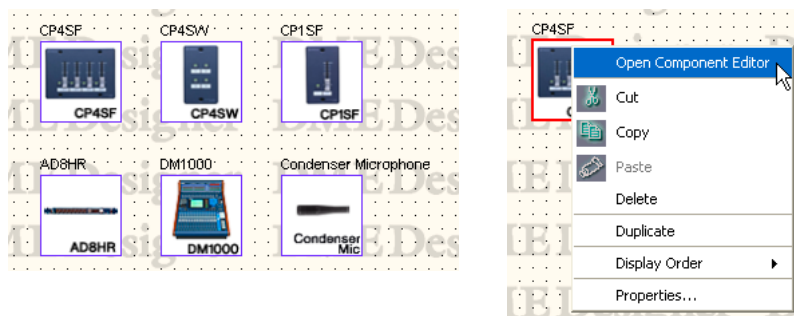 CP4SF CP4SW CP1SF
CP4SF CP4SW CP1SF
AD8HR DM1000 Condenser Microphone
AD8HR DM1000 Condenser
Mic
CP4SF
Open Component Editor
Cut
Copy
Paste
Delete
Duplicate
Display Order
Properties...